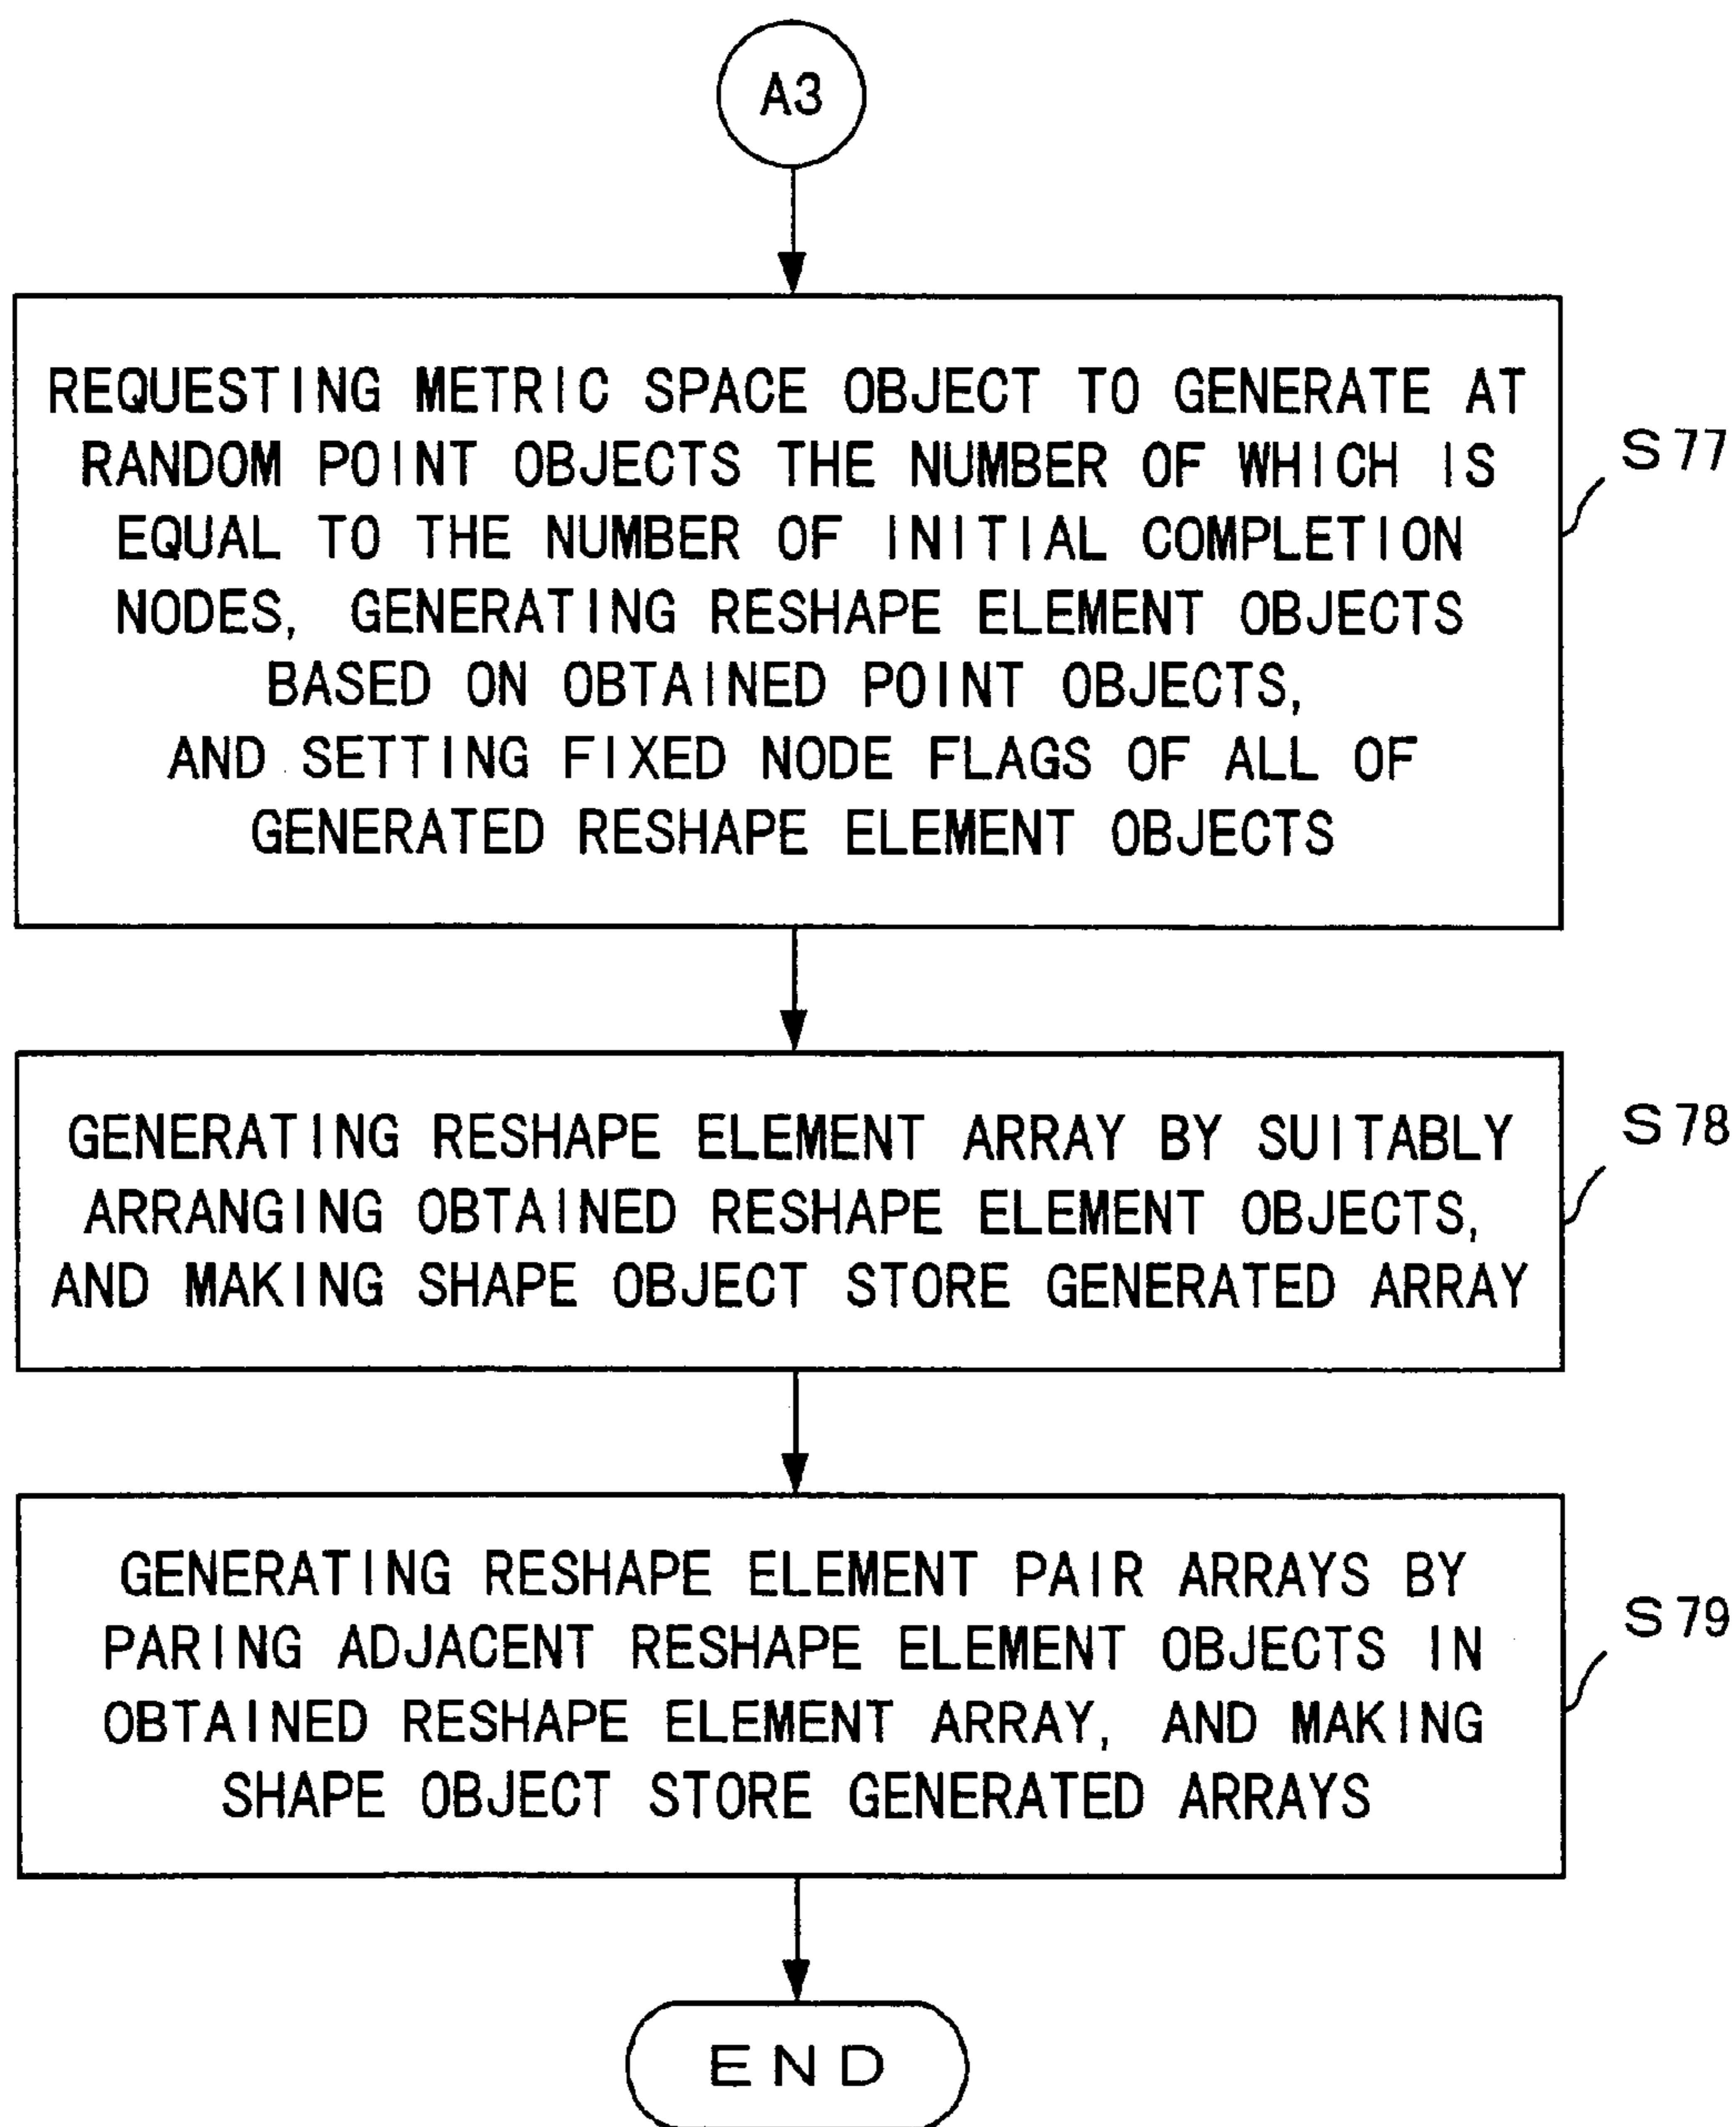 A3
REQUESTING METRIC SPACE OBJECT TO GENERATE AT
RANDOM POINT OBJECTS THE NUMBER OF WHICH IS
EQUAL TO THE NUMBER OF INITIAL COMPLETION
NODES, GENERATING RESHAPE ELEMENT OBJECTS
BASED ON OBTAINED POINT OBJECTS,
AND SETTING FIXED NODE FLAGS OF ALL OF
GENERATED RESHAPE ELEMENT OBJECTS
S77
GENERATING RESHAPE ELEMENT ARRAY BY SUITABLY
ARRANGING OBTAINED RESHAPE ELEMENT OBJECTS,
AND MAKING SHAPE OBJECT STORE GENERATED ARRAY
S78
GENERATING RESHAPE ELEMENT PAIR ARRAYS BY
PARING ADJACENT RESHAPE ELEMENT OBJECTS IN
OBTAINED RESHAPE ELEMENT ARRAY, AND MAKING
SHAPE OBJECT STORE GENERATED ARRAYS
S79
END